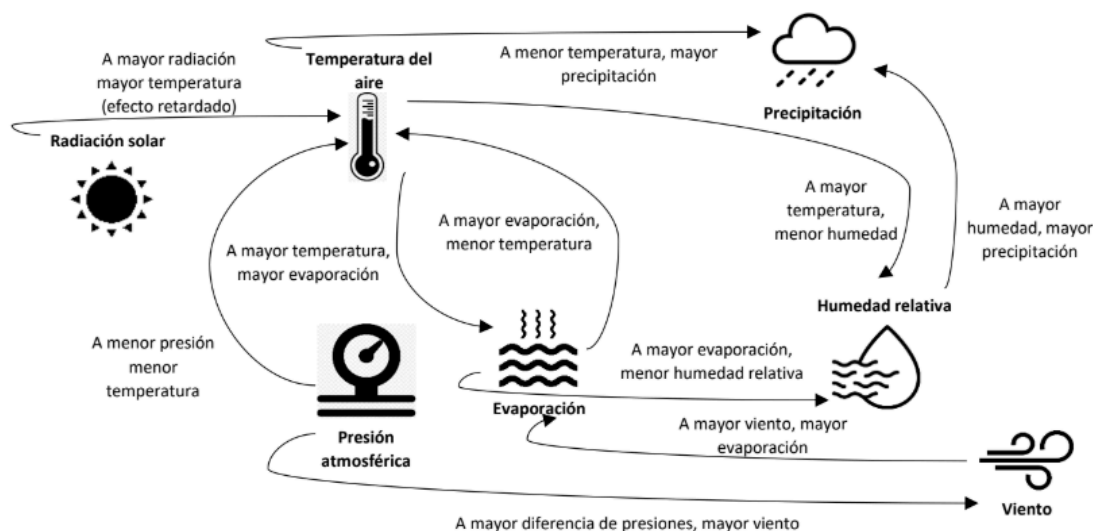 A mayor radiación
mayor temperatura
(efecto retardado)
Temperatura del
aire
A menor temperatura, mayor
precipitación
Precipitación
Radiación solar
A mayor temperatura,
mayor evaporación
A mayor evaporación,
menor temperatura
A mayor
temperatura,
menor humedad
A mayor
humedad, mayor
precipitación
Humedad relativa
A menor presión
menor
temperatura
A mayor evaporación,
menor humedad relativa
Evaporación
Presión
atmosférica
A mayor viento, mayor
evaporación
Viento
A mayor diferencia de presiones, mayor viento